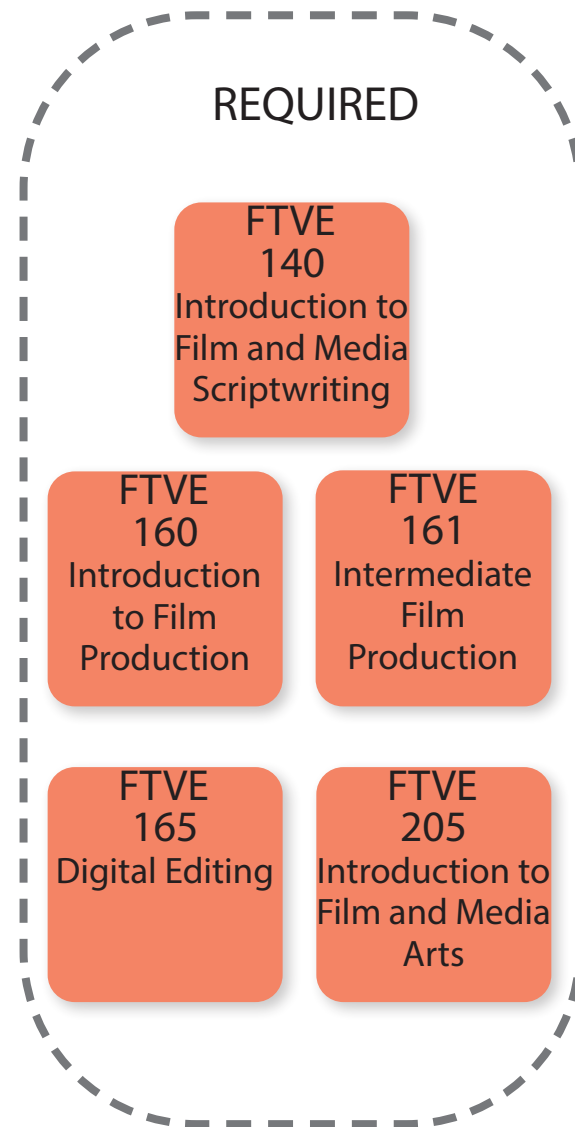 REQUIRED
FTVE
140
Introduction to
Film and Media
Scriptwriting
FTVE
160
Introduction
to Film
Production
FTVE
161
Intermediate
Film
Production
FTVE
165
Digital Editing
FTVE
205
Introduction to
Film and Media
Arts